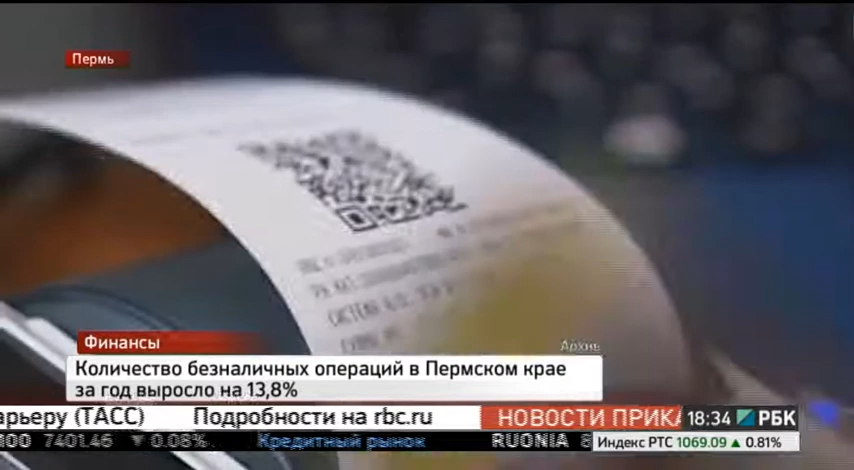 Пермь
Архив
Финансы
Количество безналичных операций в Пермском крае
за год выросло на 13,8%
арьеру (ТАСС) Подробности на rbc.ru НОВОСТИ ПРИКА 18:34 РБК
100 7401.46 ▼ 0.08% Кредитный рынок RUONIA 8 Индекс РТС 1069.09 ▲ 0.81%